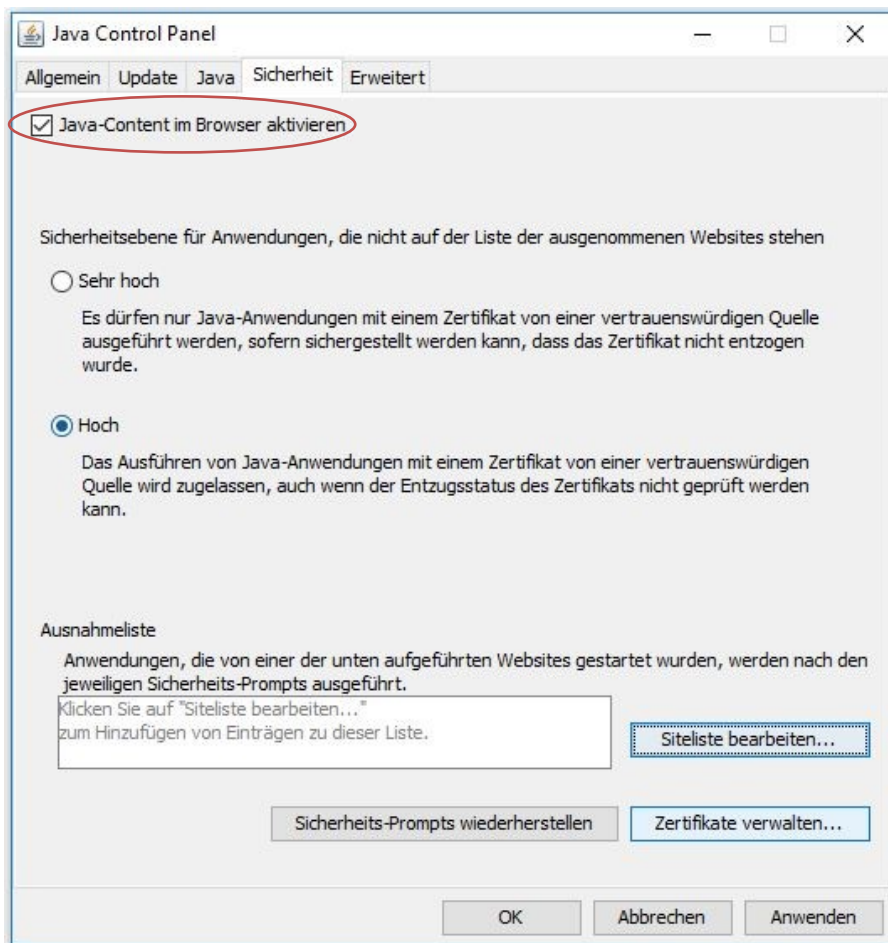 Java Control Panel
Allgemein Update Java Sicherheit Erweitert
Java-Content im Browser aktivieren
Sicherheitsebene für Anwendungen, die nicht auf der Liste der ausgenommenen Websites stehen
Sehr hoch
Es dürfen nur Java-Anwendungen mit einem Zertifikat von einer vertrauenswürdigen Quelle
ausgeführt werden, sofern sichergestellt werden kann, dass das Zertifikat nicht entzogen
wurde.
Hoch
Das Ausführen von Java-Anwendungen mit einem Zertifikat von einer vertrauenswürdigen
Quelle wird zugelassen, auch wenn der Entzugsstatus des Zertifikats nicht geprüft werden
kann.
Ausnahmeliste
Anwendungen, die von einer der unten aufgeführten Websites gestartet wurden, werden nach den
jeweiligen Sicherheits-Prompts ausgeführt.
Klicken Sie auf "Siteliste bearbeiten..."
zum Hinzufügen von Einträgen zu dieser Liste.
Siteliste bearbeiten...
Sicherheits-Prompts wiederherstellen Zertifikate verwalten...
OK Abbrechen Anwenden